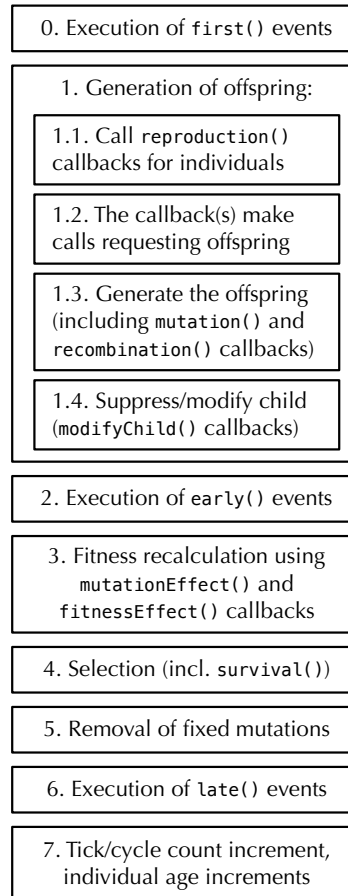 0. Execution of first() events
1. Generation of offspring:
1.1. Call reproduction()
callbacks for individuals
1.2. The callback(s) make
calls requesting offspring
1.3. Generate the offspring
(including mutation() and
recombination() callbacks)
1.4. Suppress/modify child
(modifyChild() callbacks)
2. Execution of early() events
3. Fitness recalculation using
mutationEffect() and
fitnessEffect() callbacks
4. Selection (incl. survival())
5. Removal of fixed mutations
6. Execution of late() events
7. Tick/cycle count increment,
individual age increments